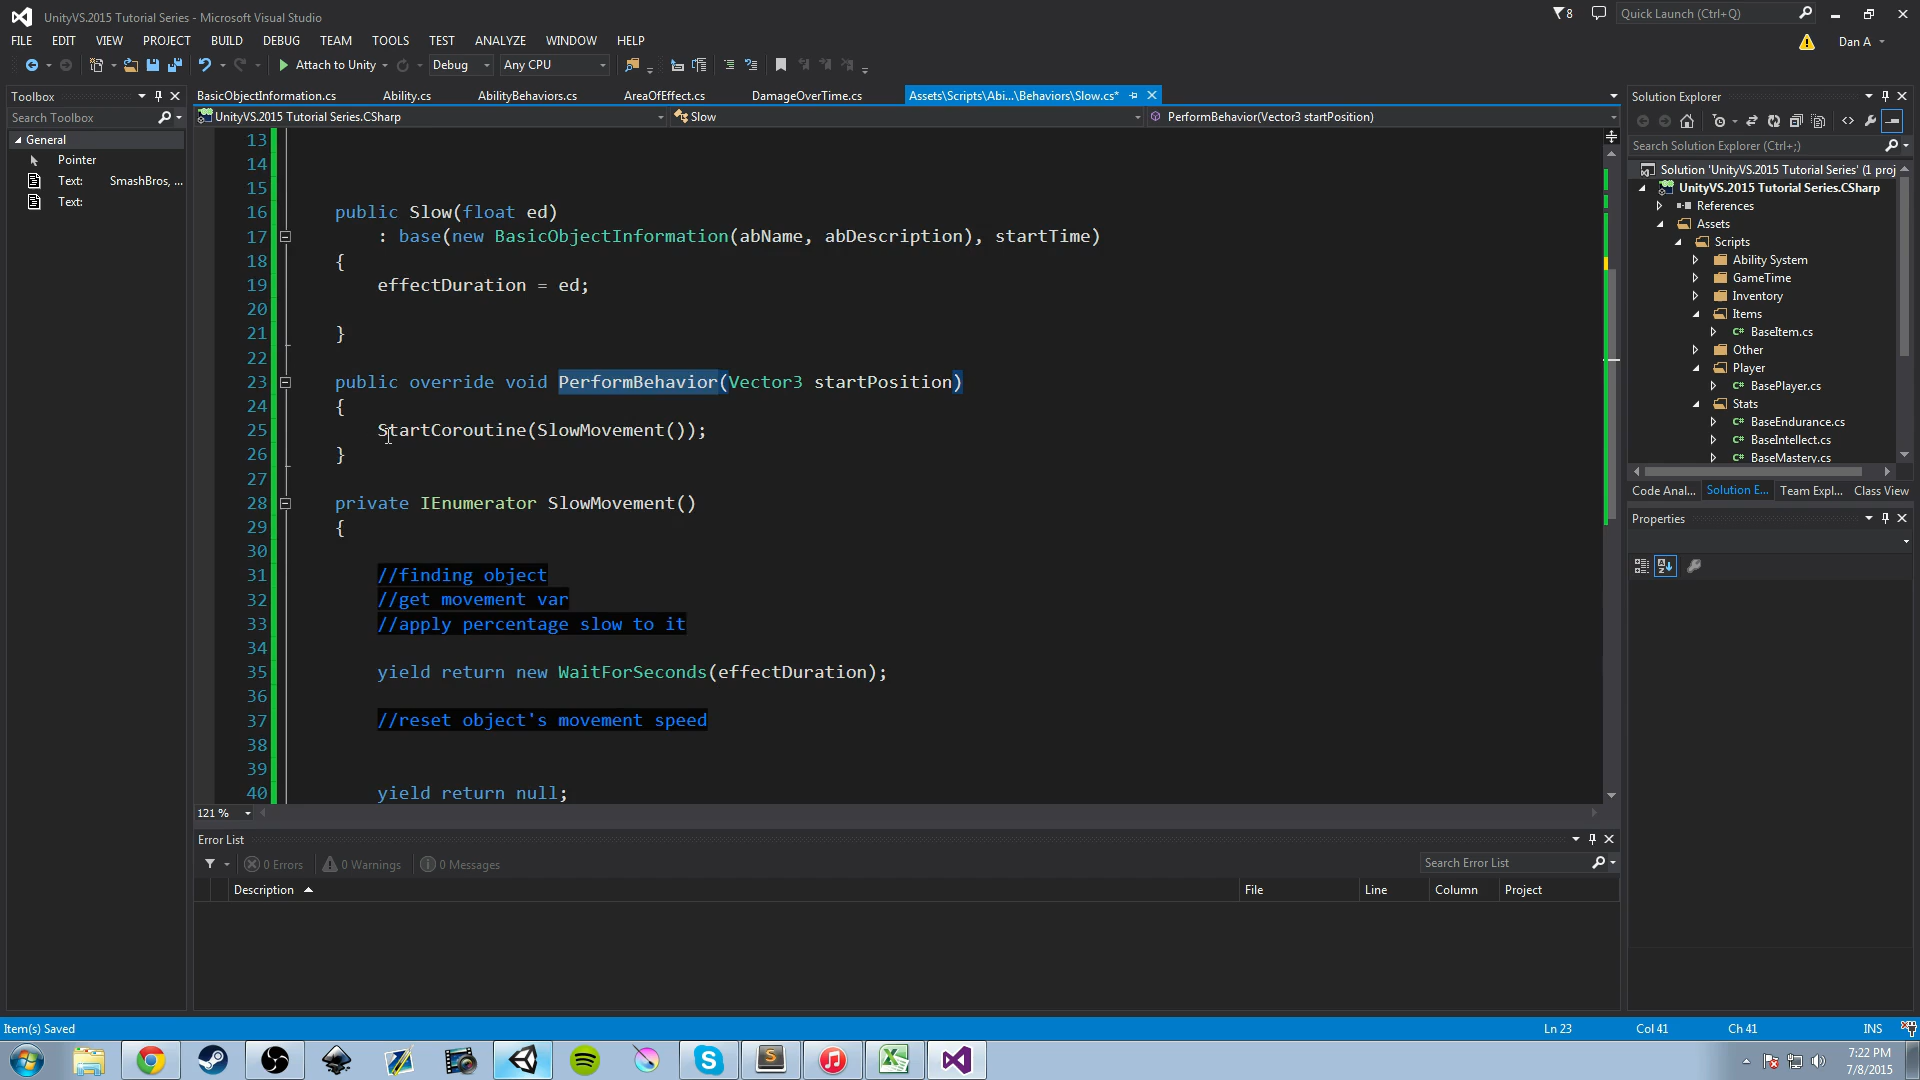 UnityVS.2015 Tutorial Series - Microsoft Visual Studio
8
Quick Launch (Ctrl+Q)
FILE EDIT VIEW PROJECT BUILD DEBUG TEAM TOOLS TEST ANALYZE WINDOW HELP
Dan A
Attach to Unity Debug Any CPU
Toolbox
Search Toolbox
General
Pointer
Text: SmashBros, ...
Text:
BasicObjectInformation.cs Ability.cs AbilityBehaviors.cs AreaOfEffect.cs DamageOverTime.cs Assets\Scripts\Abi...\Behaviors\Slow.cs*
UnityVS.2015 Tutorial Series.CSharp Slow PerformBehavior(Vector3 startPosition)
13
14
15
16 public Slow(float ed)
17 : base(new BasicObjectInformation(abName, abDescription), startTime)
18 {
19 effectDuration = ed;
20
21 }
22
23 public override void PerformBehavior(Vector3 startPosition)
24 {
25 StartCoroutine(SlowMovement());
26 }
27
28 private IEnumerator SlowMovement()
29 {
30
31 //finding object
32 //get movement var
33 //apply percentage slow to it
34
35 yield return new WaitForSeconds(effectDuration);
36
37 //reset object's movement speed
38
39
40 yield return null;
121 %
Error List
0 Errors 0 Warnings 0 Messages
Search Error List
Description File Line Column Project
Solution Explorer
Search Solution Explorer (Ctrl+;)
Solution 'UnityVS.2015 Tutorial Series' (1 proj
UnityVS.2015 Tutorial Series.CSharp
References
Assets
Scripts
Ability System
GameTime
Inventory
Items
C# BaseItem.cs
Other
Player
C# BasePlayer.cs
Stats
C# BaseEndurance.cs
C# BaseIntellect.cs
C# BaseMastery.cs
Code Anal... Solution E... Team Expl... Class View
Properties
Item(s) Saved
Ln 23 Col 41 Ch 41 INS
7:22 PM
7/8/2015